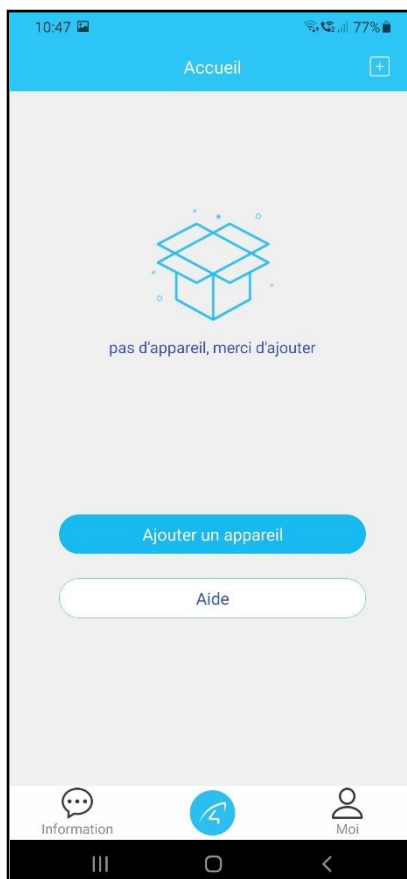 10:47 77%
Accueil
pas d'appareil, merci d'ajouter
Ajouter un appareil
Aide
Information
Moi